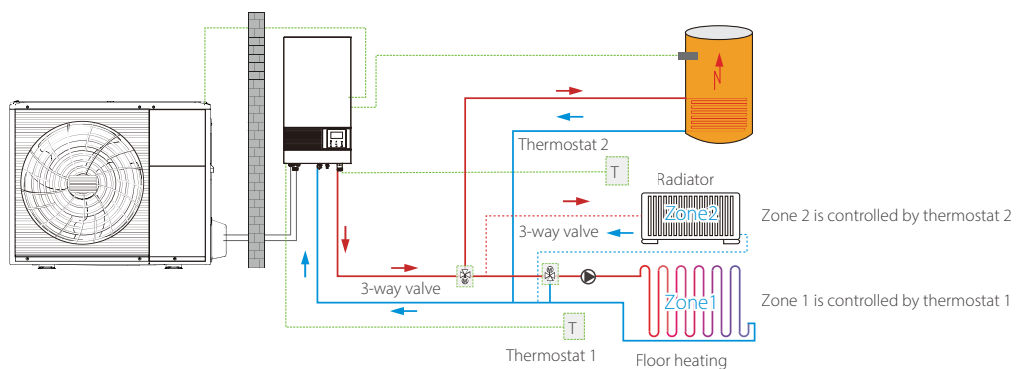 Thermostat 2
T
Radiator
Zone2
Zone 2 is controlled by thermostat 2
3-way valve
3-way valve
Zone1
Zone 1 is controlled by thermostat 1
T
Thermostat 1
Floor heating